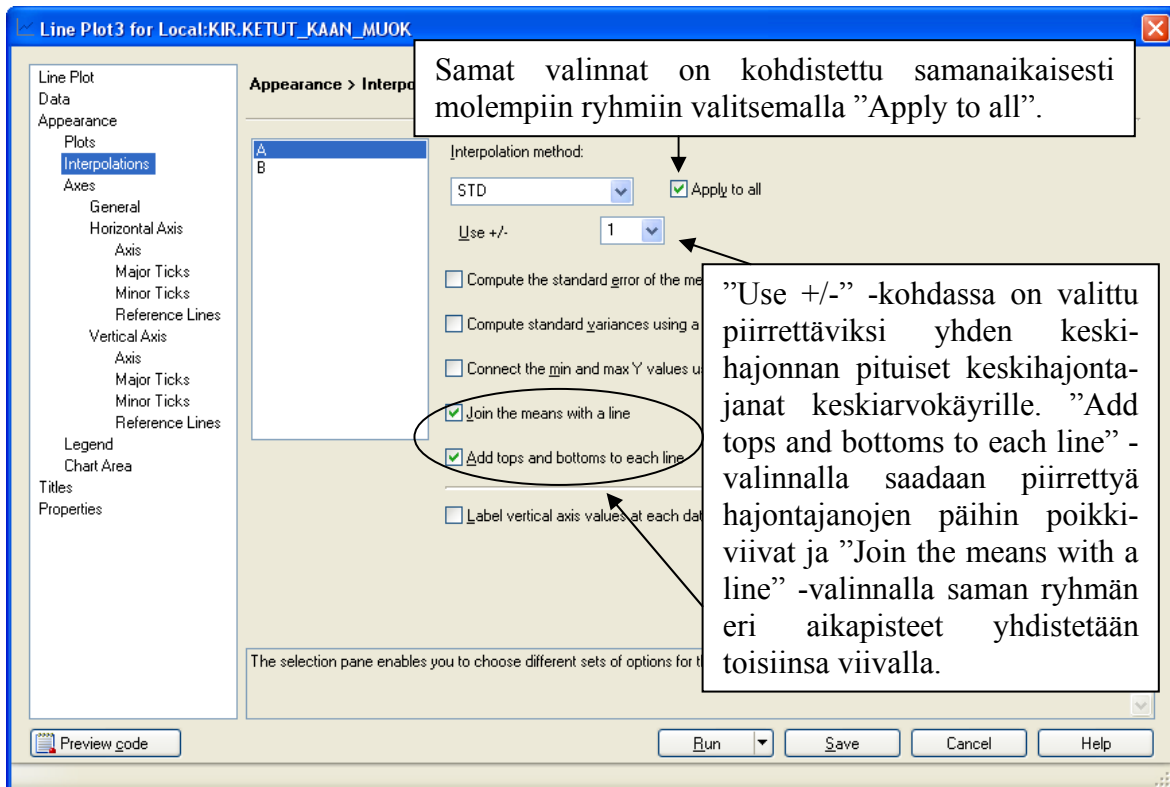 Line Plot3 for Local:KIR.KETUT_KAAN_MUOK
Line Plot
Data
Appearance
Plots
Interpolations
Axes
General
Horizontal Axis
Axis
Major Ticks
Minor Ticks
Reference Lines
Vertical Axis
Axis
Major Ticks
Minor Ticks
Reference Lines
Legend
Chart Area
Titles
Properties
Appearance > Interpo
Samat valinnat on kohdistettu samanaikaisesti
molempiin ryhmiin valitsemalla ”Apply to all”.
A
B
Interpolation method:
STD
Apply to all
Use +/-
1
Compute the standard error of the me
Compute standard variances using a
Connect the min and max Y values u
Join the means with a line
Add tops and bottoms to each line
Label vertical axis values at each dat
”Use +/-” -kohdassa on valittu
piirrettäviksi yhden keski-
hajonnan pituiset keskihajonta-
janat keskiarvokäyrille. ”Add
tops and bottoms to each line” -
valinnalla saadaan piirrettyä
hajontajanojen päihin poikki-
viivat ja ”Join the means with a
line” -valinnalla saman ryhmän
eri aikapisteet yhdistetään
toisiinsa viivalla.
The selection pane enables you to choose different sets of options for t
Preview code
Run
Save
Cancel
Help